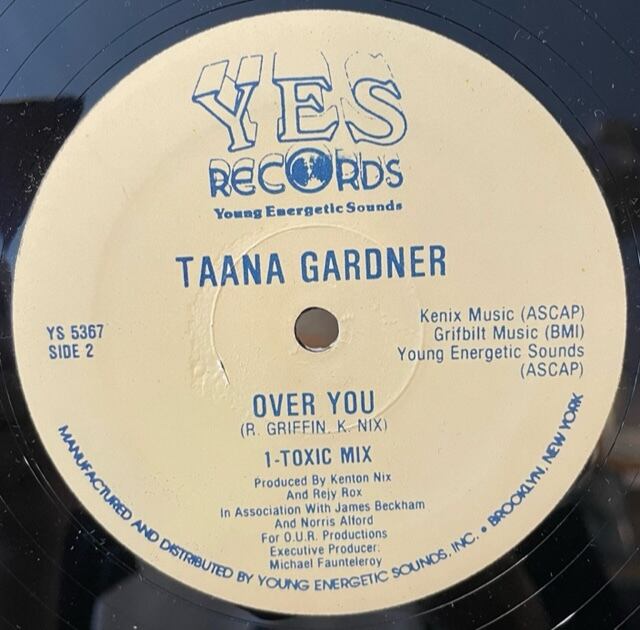 YES
RECORDS
Young Energetic Sounds
TAANA GARDNER
YS 5367
SIDE 2
Kenix Music (ASCAP)
Grifbilt Music (BMI)
Young Energetic Sounds
(ASCAP)
OVER YOU
(R. GRIFFIN. K. NIX)
1-TOXIC MIX
Produced By Kenton Nix
And Rejy Rox
In Association With James Beckham
And Norris Alford
For O.U.R. Productions
Executive Producer:
Michael Faunteleroy
MANUFACTURED AND DISTRIBUTED BY YOUNG ENERGETIC SOUNDS, INC. • BROOKLYN, NEW YORK